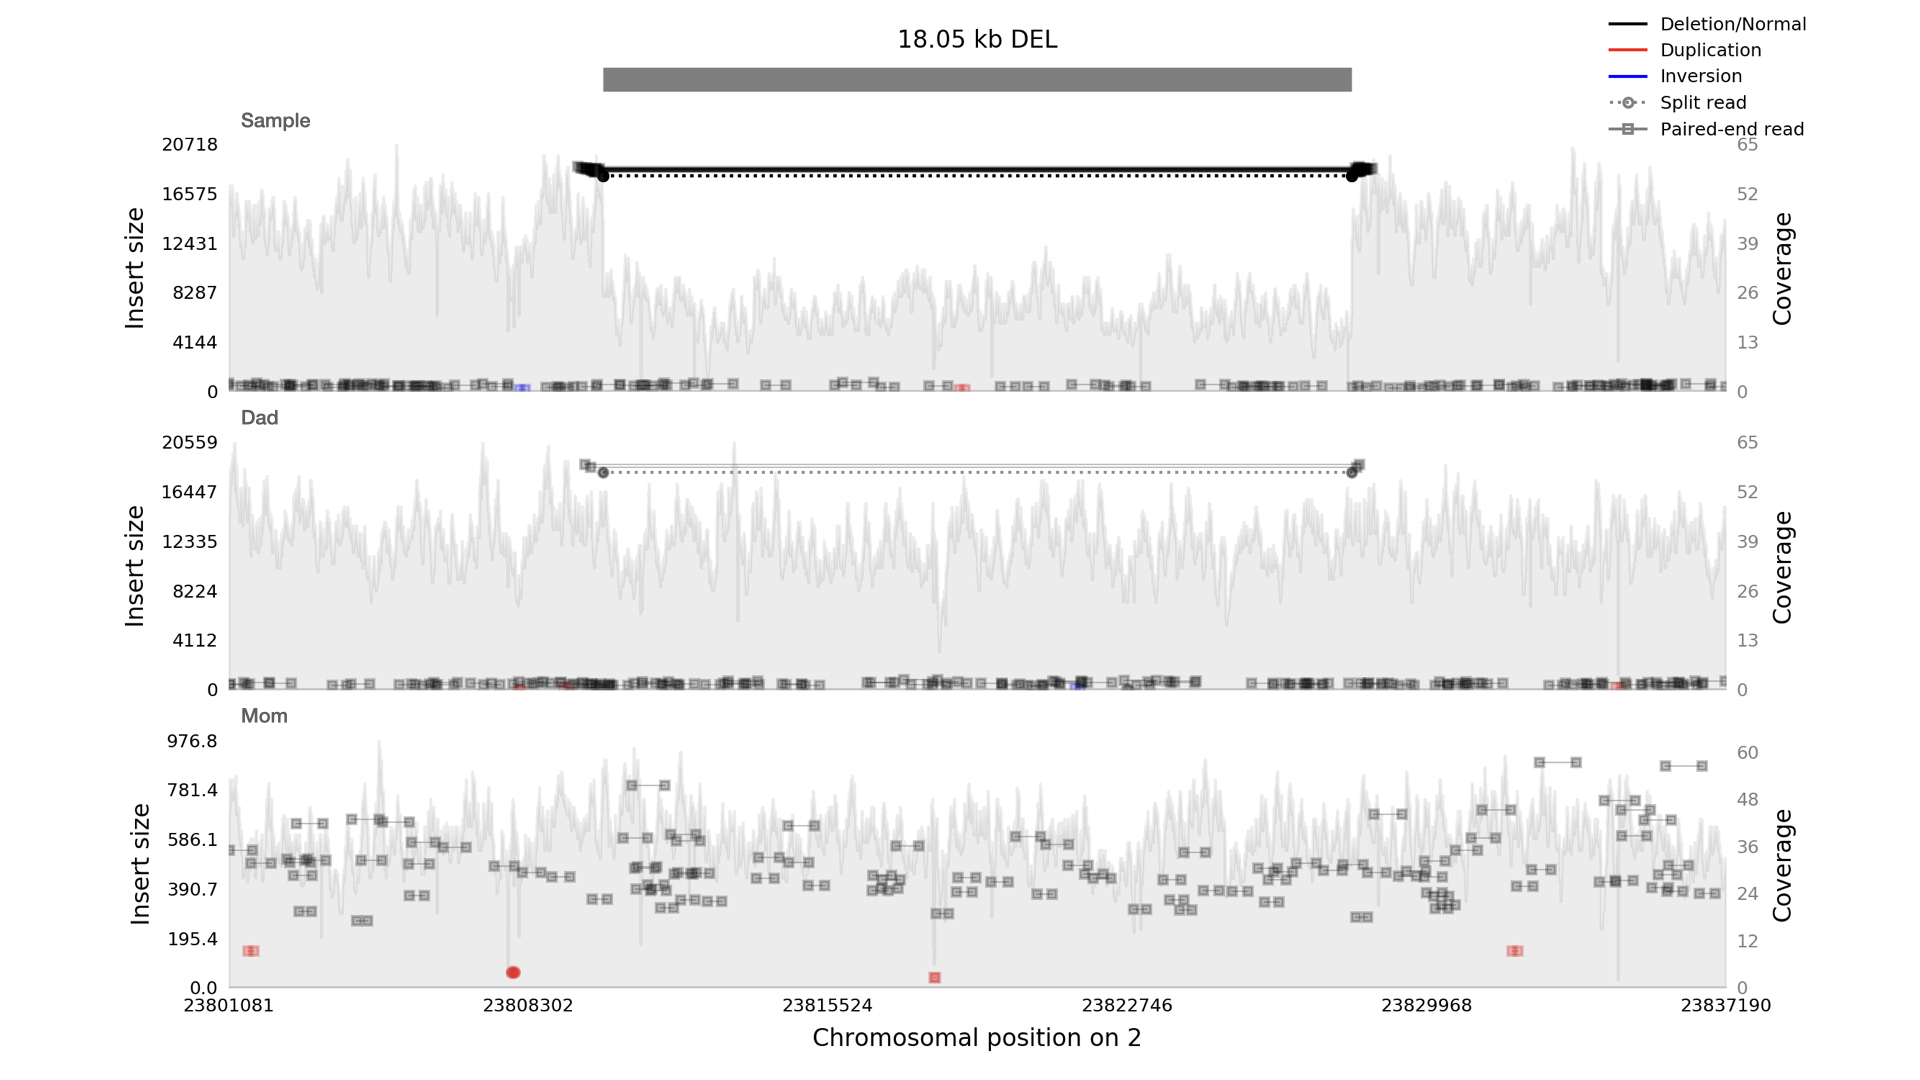 18.05 kb DEL
Deletion/Normal
Duplication
Inversion
Split read
Paired-end read
Sample
20718
16575
12431
8287
4144
0
Insert size
65
52
39
26
13
0
Coverage
Dad
20559
16447
12335
8224
4112
0
Insert size
65
52
39
26
13
0
Coverage
Mom
976.8
781.4
586.1
390.7
195.4
0.0
Insert size
60
48
36
24
12
0
Coverage
23801081 23808302 23815524 23822746 23829968 23837190
Chromosomal position on 2